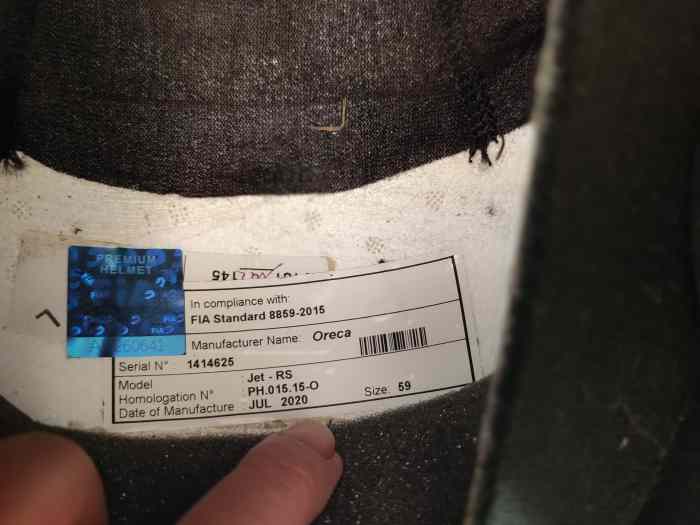 PREMIUM
HELMET
FIA
In compliance with:
FIA Standard 8859-2015
Manufacturer Name: Oreca
Serial N° 1414625
Model : Jet - RS
Homologation N° : PH.015.15-O
Date of Manufacture : JUL 2020
Size: 59